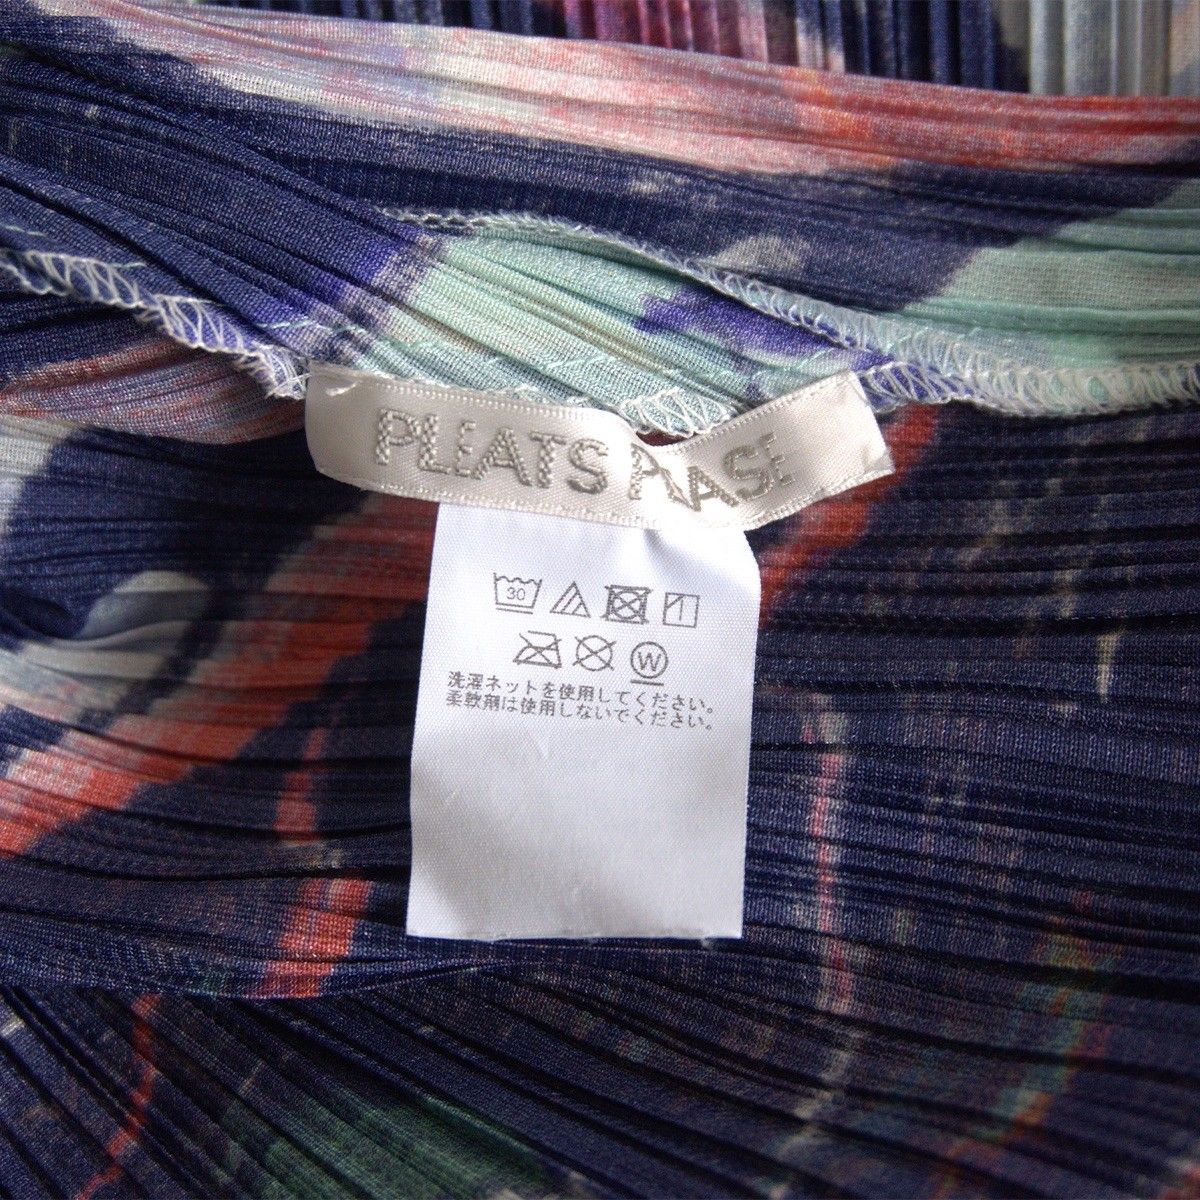 PLEATS PLEASE
30
W
洗濯ネットを使用してください。
柔軟剤は使用しないでください。